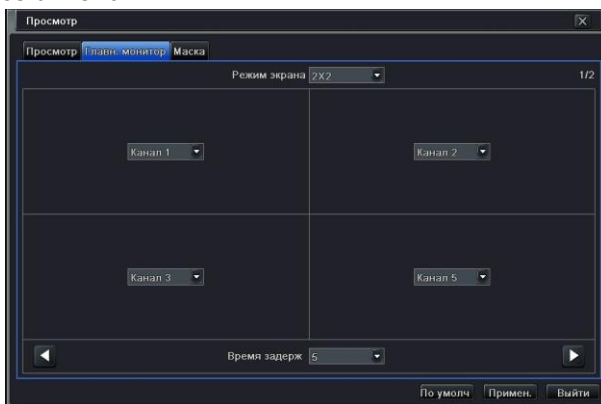 Просмотр
Просмотр Главн. монитор Маска
Режим экрана 2X2 1/2
Канал 1 Канал 2
Канал 3 Канал 5
Время задерж 5
По умолч Примен. Выйти